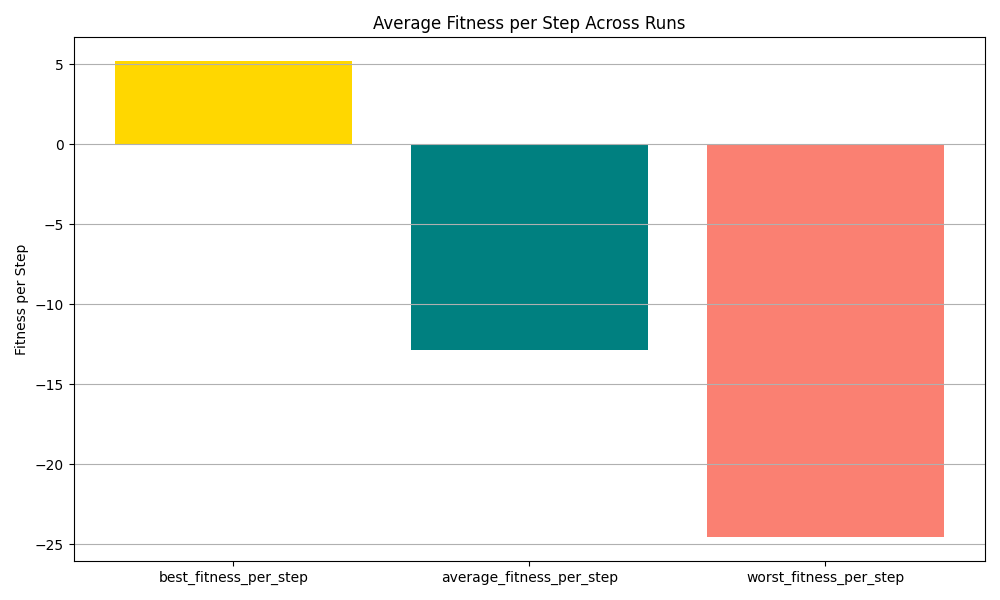 Average Fitness per Step Across Runs
Fitness per Step
5
0
−5
−10
−15
−20
−25
best_fitness_per_step
average_fitness_per_step
worst_fitness_per_step